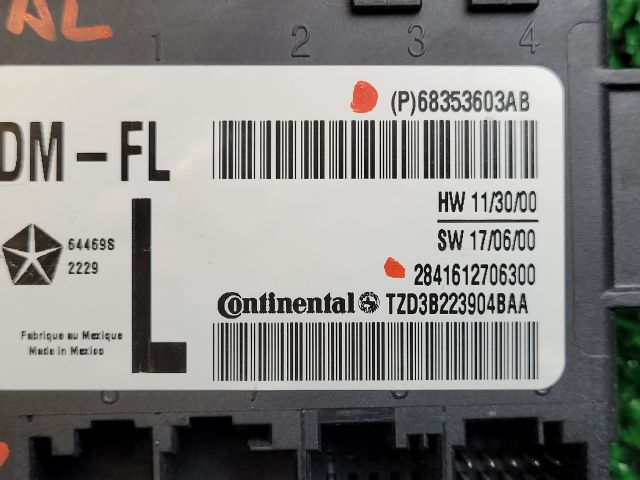 AL
1 2 3 4
(P)68353603AB
DM-FL
HW 11/30/00
SW 17/06/00
64469S
2229
L
2841612706300
Continental TZD3B223904BAA
Fabrique au Mexique
Made in Mexico